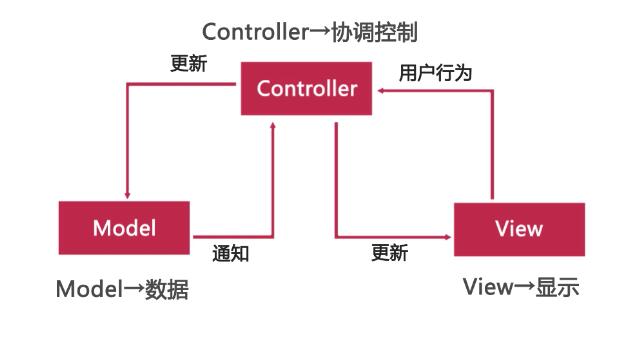 Controller→协调控制
更新
Controller
用户行为
Model
View
通知
更新
Model→数据
View→显示